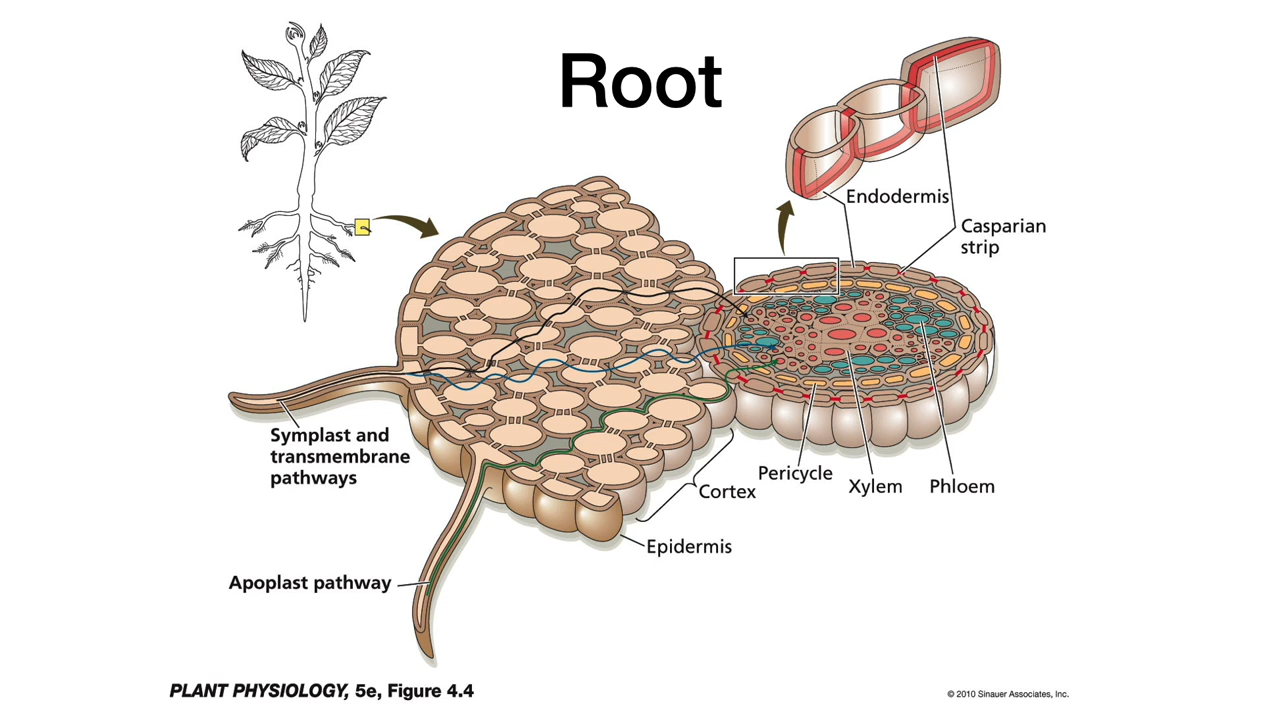 Root
Endodermis
Casparian
strip
Symplast and
transmembrane
pathways
Pericycle
Xylem
Phloem
Cortex
Epidermis
Apoplast pathway
PLANT PHYSIOLOGY, 5e, Figure 4.4
© 2010 Sinauer Associates, Inc.